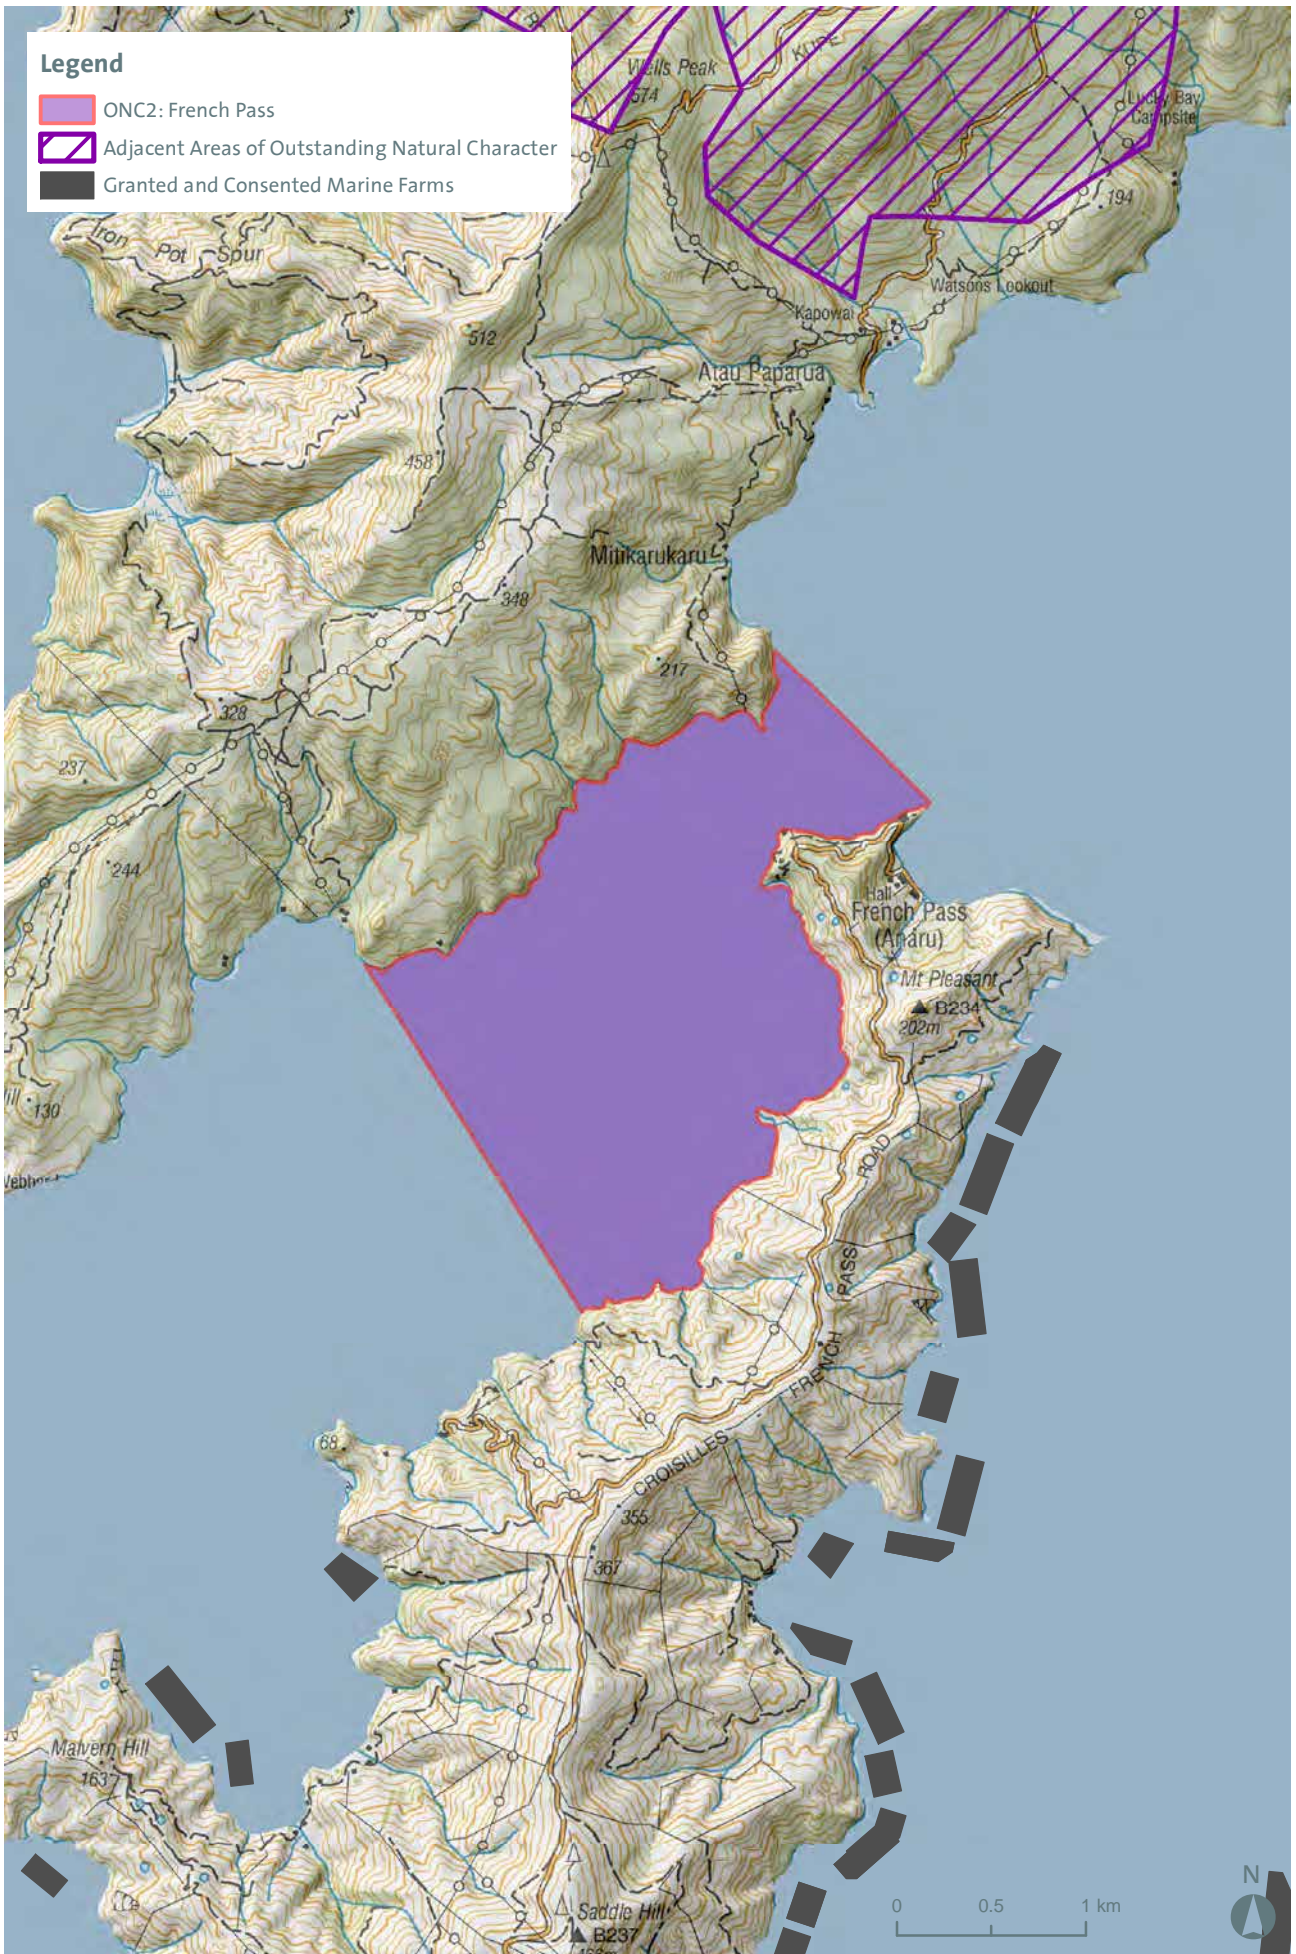 Legend
ONC2: French Pass
Adjacent Areas of Outstanding Natural Character
Granted and Consented Marine Farms
Wells Peak
574
KUPE
Lucky Bay
Campsite
194
Iron Pot Spur
Watsons Lookout
Kapowai
512
Atau Paparua
458
Mitikarukaru
348
217
328
237
244
Hall
French Pass
(Anaru)
Mt Pleasant
B234
202m
130
ROAD
PASS
FRENCH
CROISILLES
68
355
367
Malvern Hill
163
Saddle Hill
B237
0 0.5 1 km
N